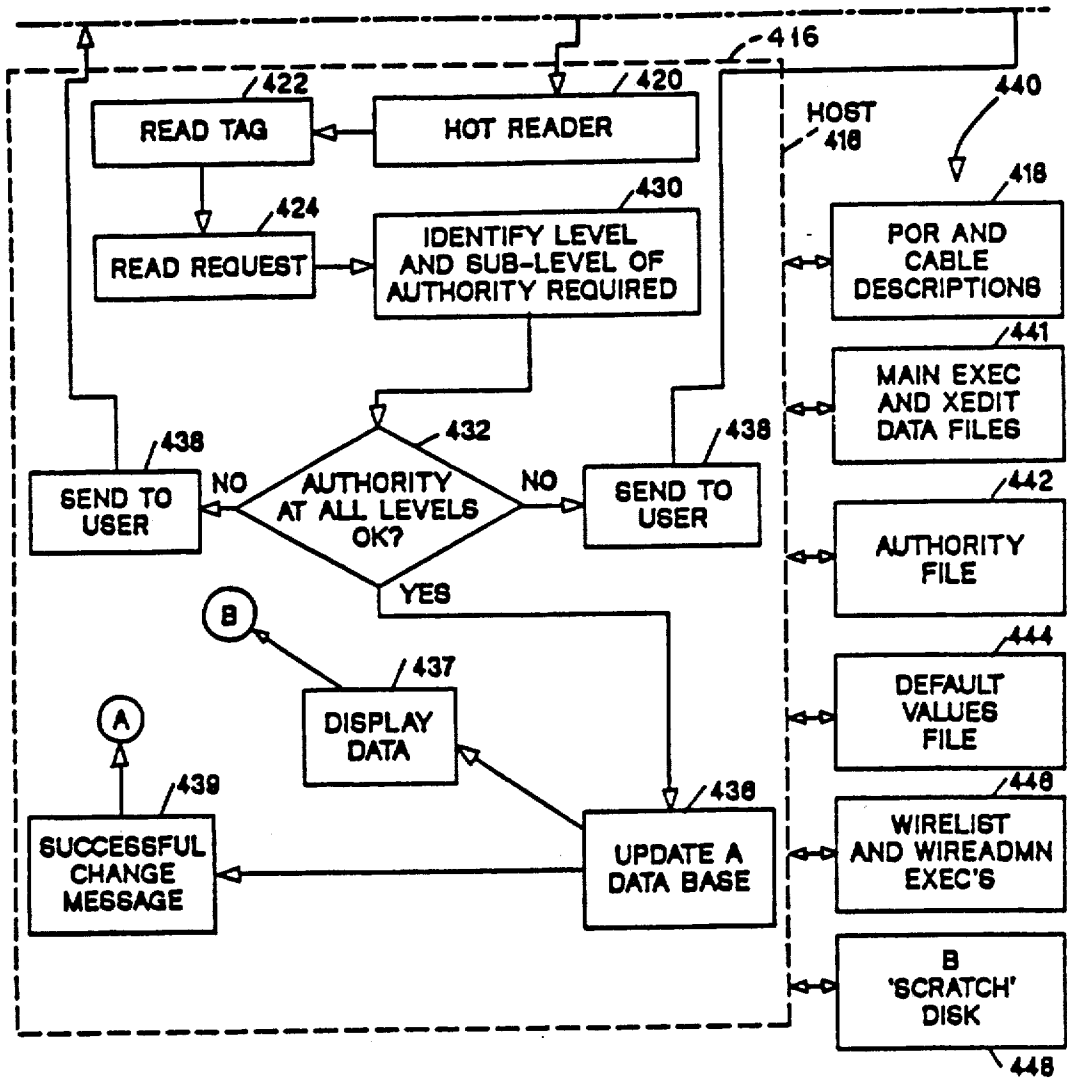 416
422
420
440
READ TAG
HOT READER
HOST
416
418
424
430
READ REQUEST
IDENTIFY LEVEL
AND SUB-LEVEL OF
AUTHORITY REQUIRED
POR AND
CABLE
DESCRIPTIONS
441
MAIN EXEC
AND XEDIT
DATA FILES
438
432
438
SEND TO
USER
NO
AUTHORITY
AT ALL LEVELS
OK?
NO
SEND TO
USER
442
AUTHORITY
FILE
YES
B
437
DISPLAY
DATA
444
DEFAULT
VALUES
FILE
A
439
SUCCESSFUL
CHANGE
MESSAGE
436
UPDATE A
DATA BASE
446
WIRELIST
AND WIREADMN
EXEC'S
B
'SCRATCH'
DISK
448